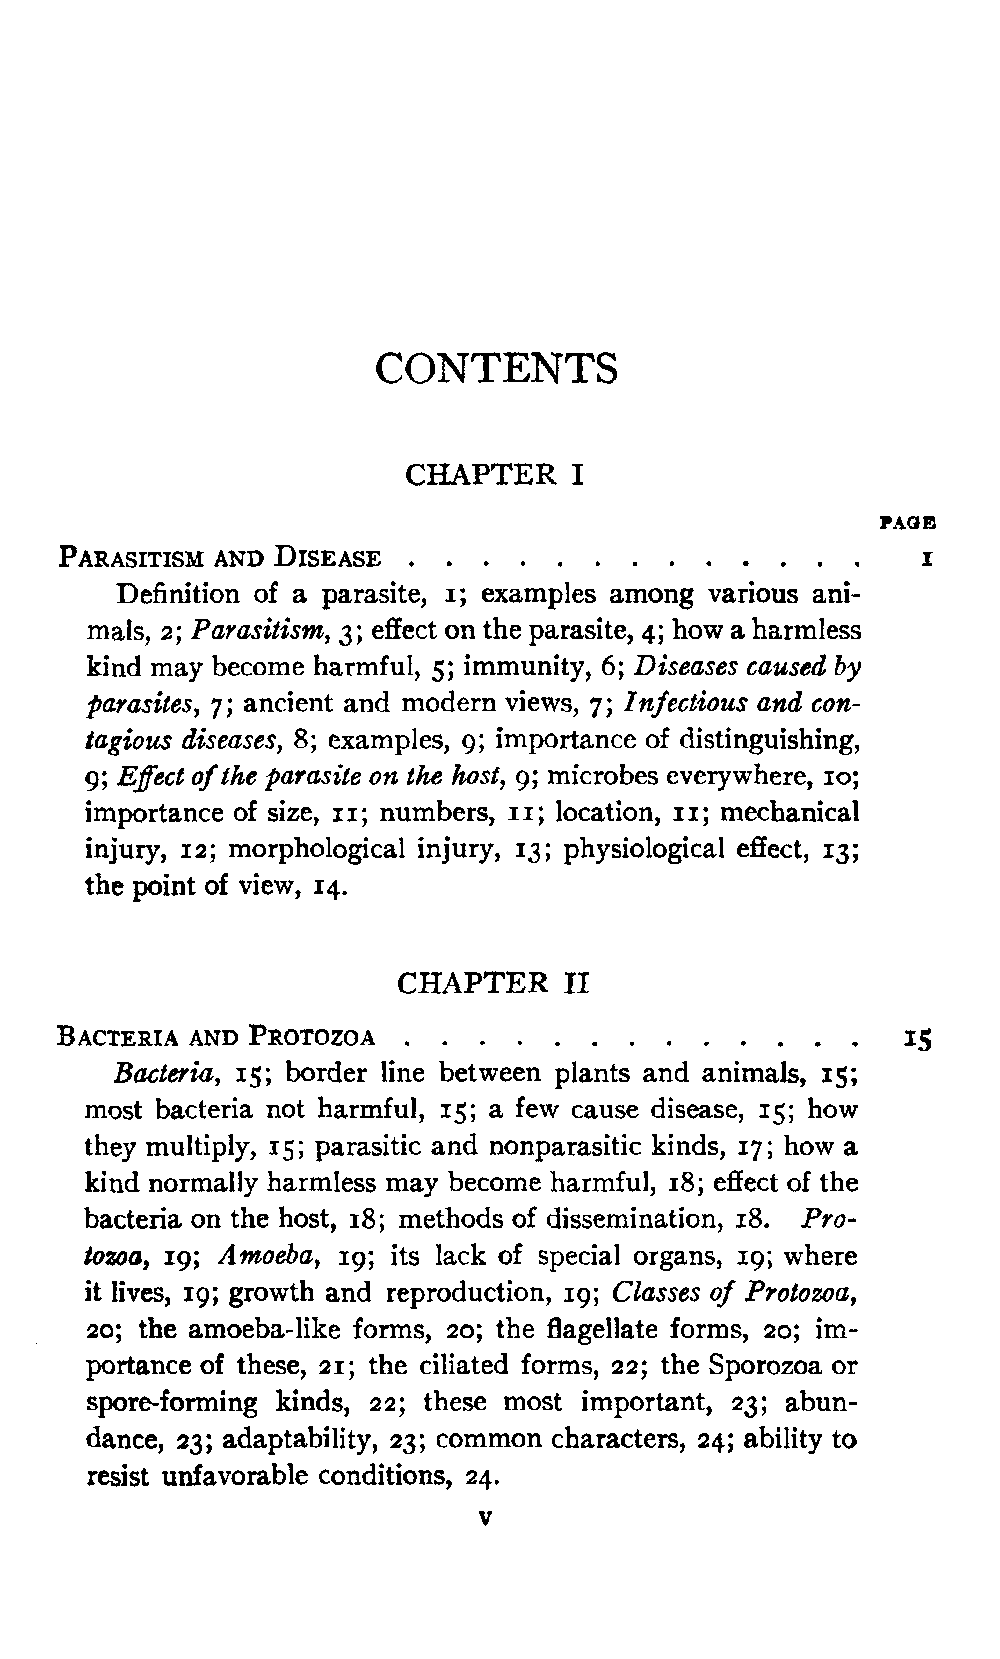 CONTENTS
CHAPTER I
PAGE
PARASITISM AND DISEASE . . . . . . . . . . . . . 1
Definition of a parasite, 1; examples among various ani-
mals, 2; Parasitism, 3; effect on the parasite, 4; how a harmless
kind may become harmful, 5; immunity, 6; Diseases caused by
parasites, 7; ancient and modern views, 7; Infectious and con-
tagious diseases, 8; examples, 9; importance of distinguishing,
9; Effect of the parasite on the host, 9; microbes everywhere, 10;
importance of size, 11; numbers, 11; location, 11; mechanical
injury, 12; morphological injury, 13; physiological effect, 13;
the point of view, 14.
CHAPTER II
BACTERIA AND PROTOZOA . . . . . . . . . . . . . 15
Bacteria, 15; border line between plants and animals, 15;
most bacteria not harmful, 15; a few cause disease, 15; how
they multiply, 15; parasitic and nonparasitic kinds, 17; how a
kind normally harmless may become harmful, 18; effect of the
bacteria on the host, 18; methods of dissemination, 18. Pro-
tozoa, 19; Amoeba, 19; its lack of special organs, 19; where
it lives, 19; growth and reproduction, 19; Classes of Protozoa,
20; the amoeba-like forms, 20; the flagellate forms, 20; im-
portance of these, 21; the ciliated forms, 22; the Sporozoa or
spore-forming kinds, 22; these most important, 23; abun-
dance, 23; adaptability, 23; common characters, 24; ability to
resist unfavorable conditions, 24.
v